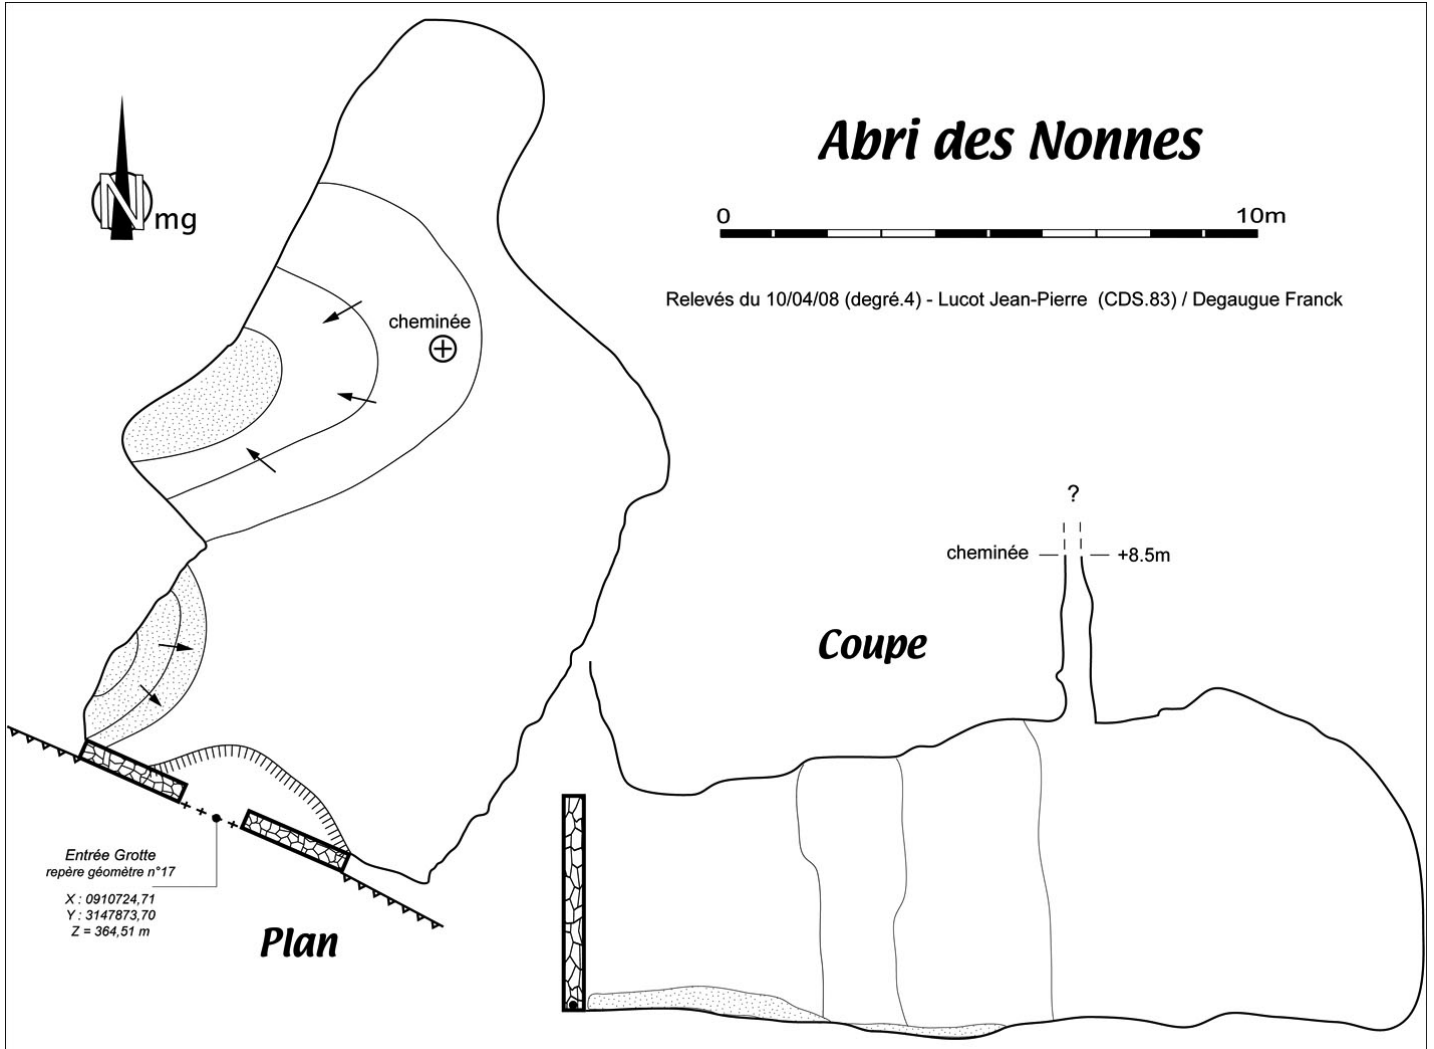 Abri des Nonnes
0 10m
Relevés du 10/04/08 (degré.4) - Lucot Jean-Pierre (CDS.83) / Degaugue Franck
N mg
cheminée
Entrée Grotte
repère géomètre n°17
X : 0910724,71
Y : 3147873,70
Z = 364,51 m
Plan
?
cheminée +8.5m
Coupe